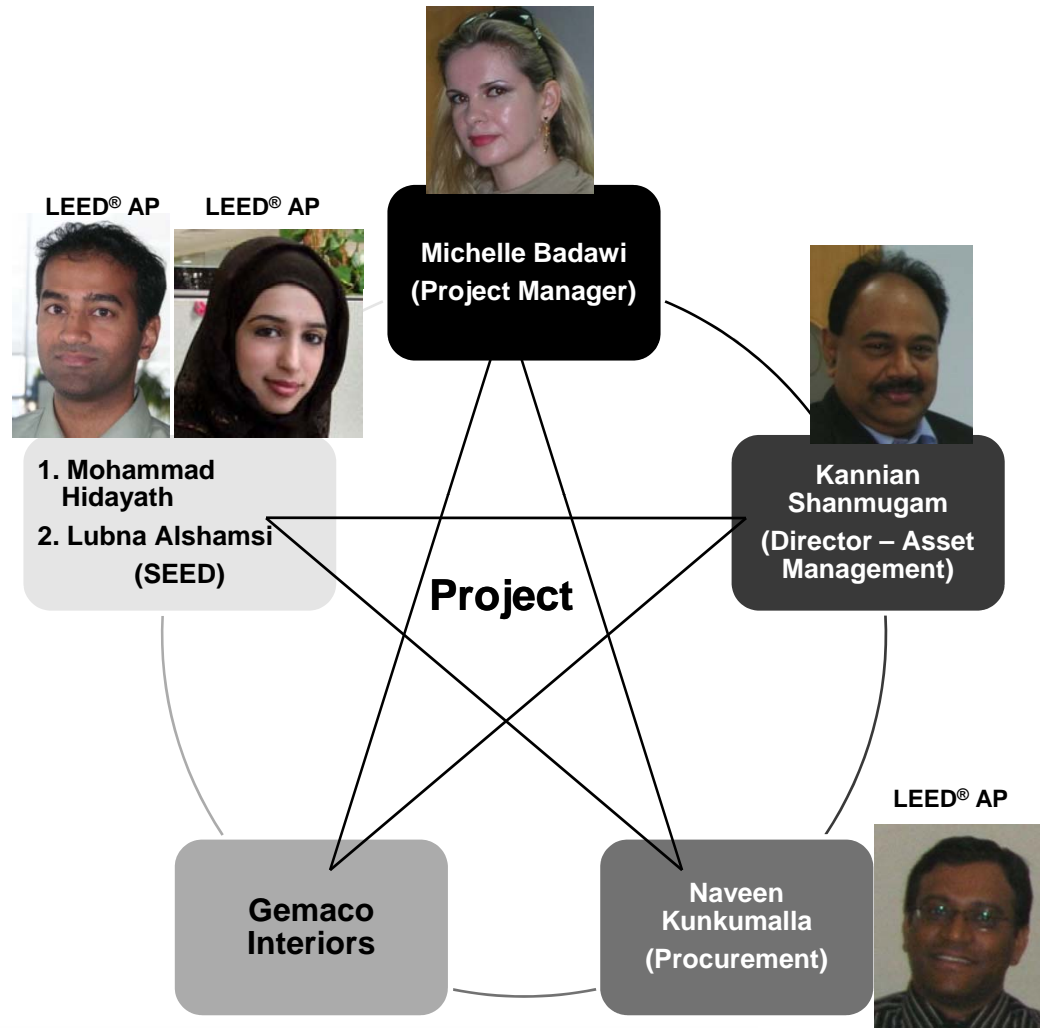 LEED® AP
LEED® AP
Michelle Badawi
(Project Manager)
1. Mohammad
Hidayath
2. Lubna Alshamsi
(SEED)
Kannian
Shanmugam
(Director – Asset
Management)
Project
LEED® AP
Gemaco
Interiors
Naveen
Kunkumalla
(Procurement)